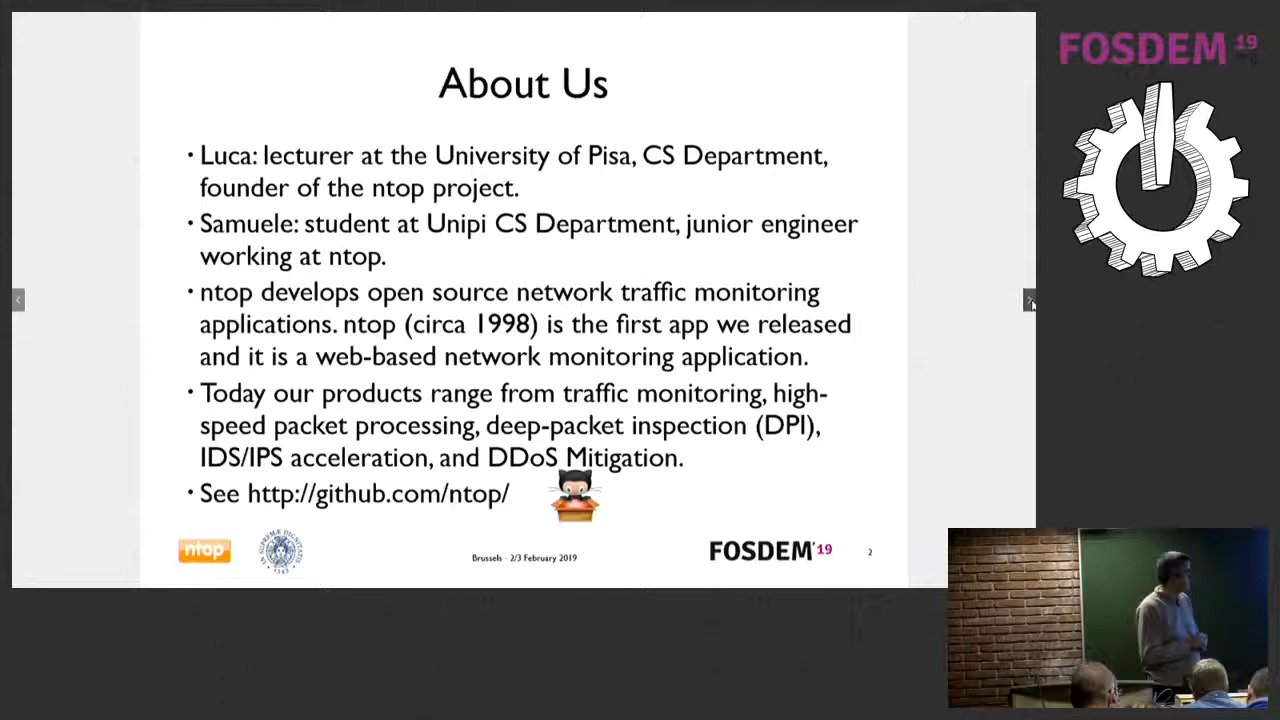 About Us
• Luca: lecturer at the University of Pisa, CS Department,
founder of the ntop project.
• Samuele: student at Unipi CS Department, junior engineer
working at ntop.
• ntop develops open source network traffic monitoring
applications. ntop (circa 1998) is the first app we released
and it is a web-based network monitoring application.
• Today our products range from traffic monitoring, high-
speed packet processing, deep-packet inspection (DPI),
IDS/IPS acceleration, and DDoS Mitigation.
• See http://github.com/ntop/
ntop
Brussels - 2/3 February 2019
FOSDEM'19
2
FOSDEM 19